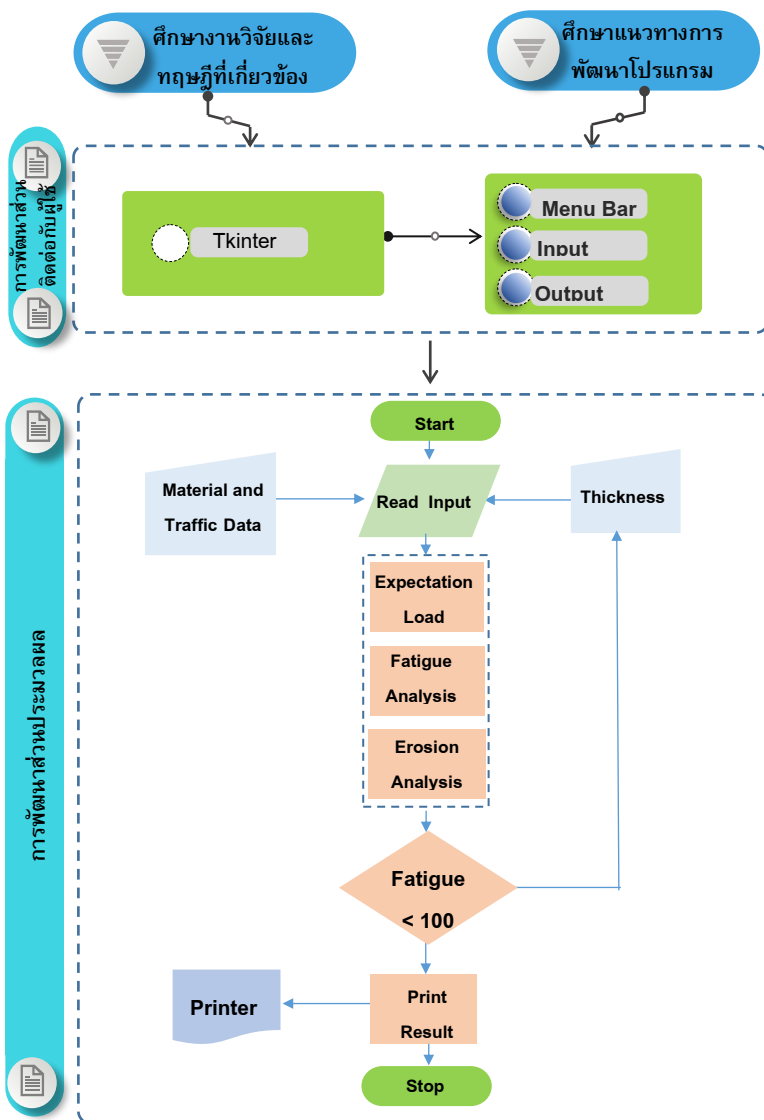 ศึกษางานวิจัยและ
ทฤษฎีที่เกี่ยวข้อง
ศึกษาแนวทางการ
พัฒนาโปรแกรม
การพัฒนาส่วน
ติดต่อกับผู้ใช้
Tkinter
Menu Bar
Input
Output
การพัฒนาส่วนประมวลผล
Start
Material and
Traffic Data
Read Input
Thickness
Expectation
Load
Fatigue
Analysis
Erosion
Analysis
Fatigue
< 100
Printer
Print
Result
Stop